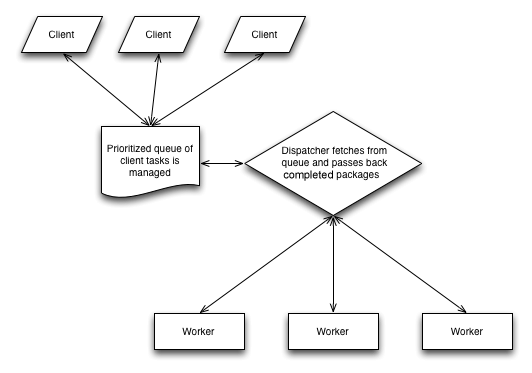 Client
Client
Client
Prioritized queue of
client tasks is
managed
Dispatcher fetches from
queue and passes back
completed packages
Worker
Worker
Worker